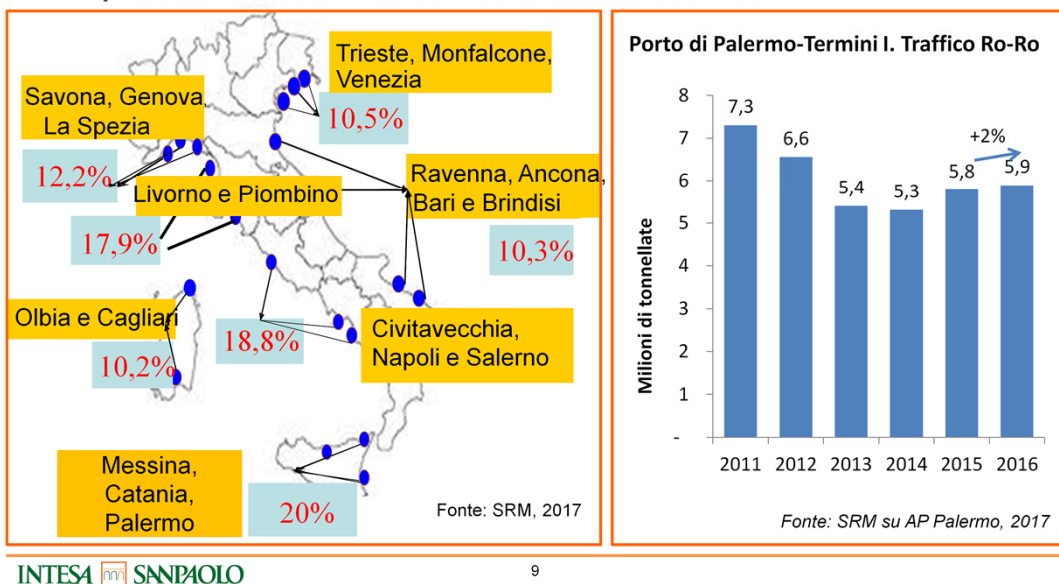 Trieste, Monfalcone,
Venezia
10,5%
Savona, Genova,
La Spezia
12,2%
Livorno e Piombino
17,9%
Ravenna, Ancona,
Bari e Brindisi
10,3%
Olbia e Cagliari
10,2%
18,8%
Civitavecchia,
Napoli e Salerno
Messina,
Catania,
Palermo
20%
Fonte: SRM, 2017
Porto di Palermo-Termini I. Traffico Ro-Ro
Milioni di tonnellate
8
7
6
5
4
3
2
1
-
7,3
6,6
5,4
5,3
5,8
+2%
5,9
2011 2012 2013 2014 2015 2016
Fonte: SRM su AP Palermo, 2017
INTESA SANPAOLO
9